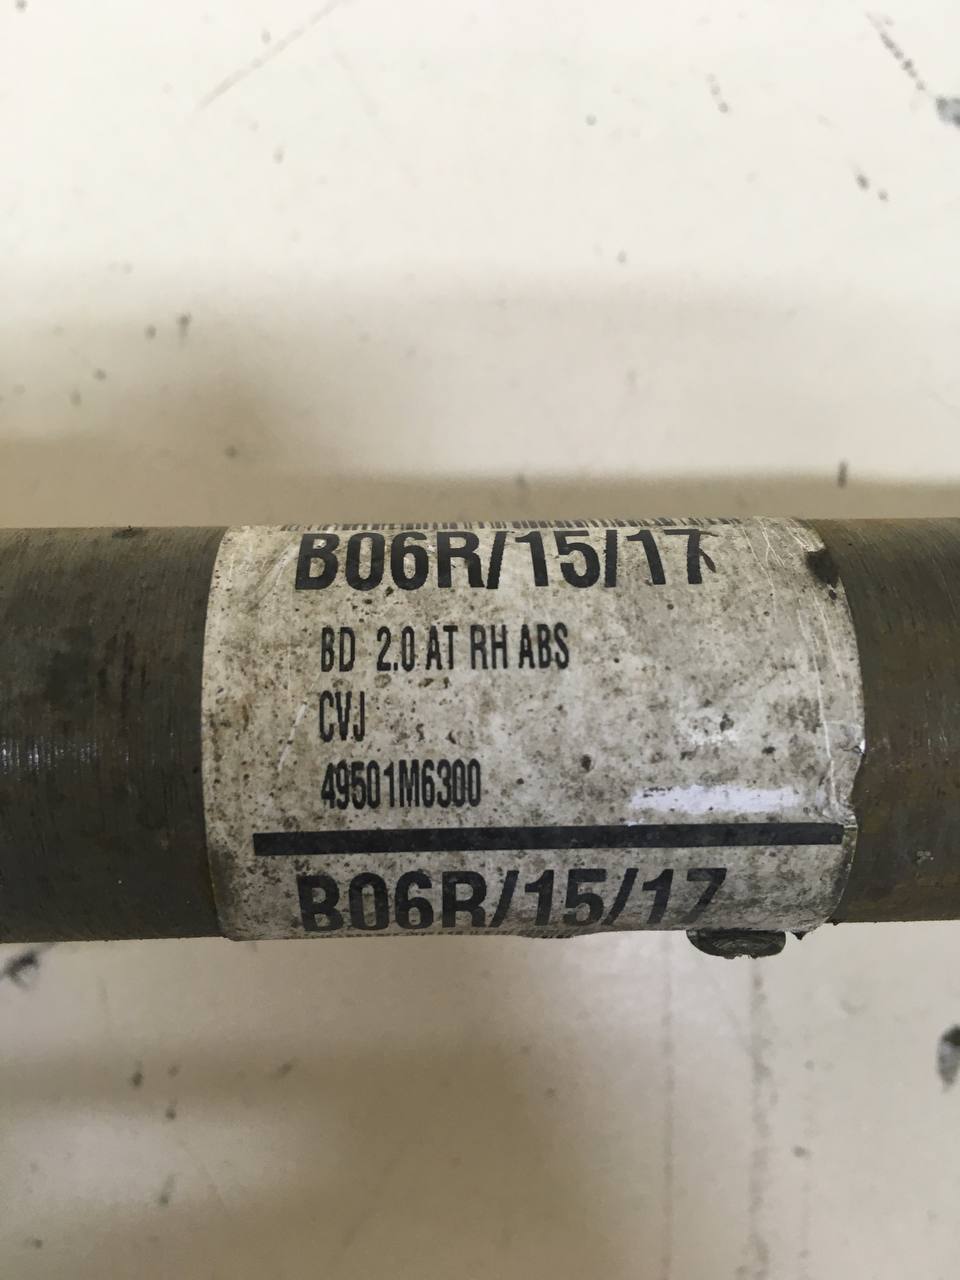 B06R/15/17
BD 2.0 AT RH ABS
CVJ
49501M6300
B06R/15/17